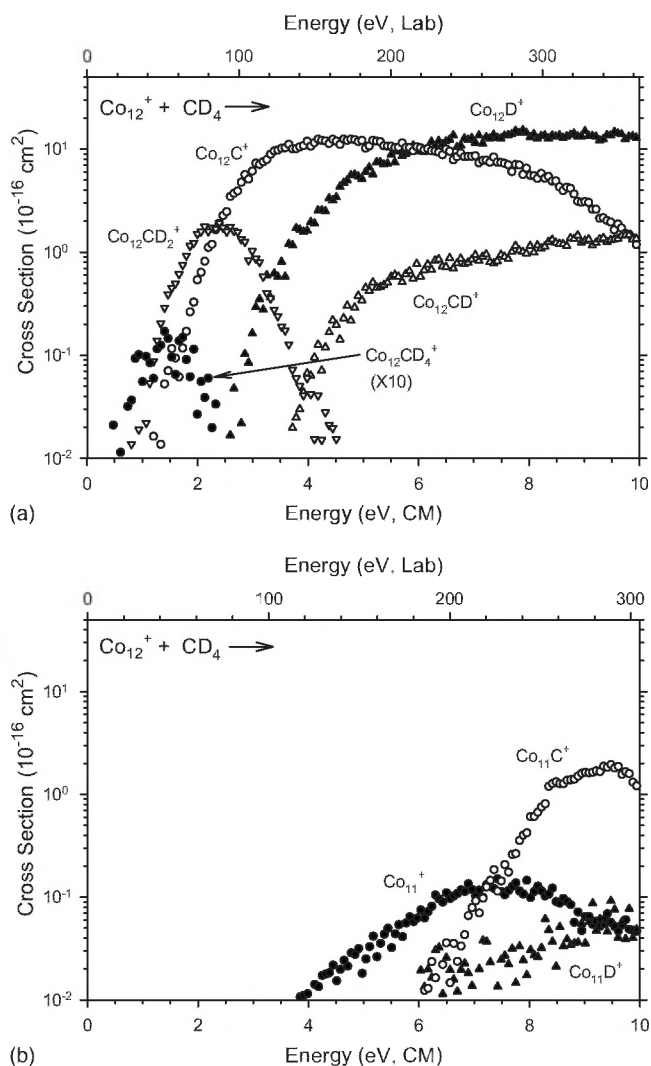 Energy (eV, Lab)
0 100 200 300
Co₁₂⁺ + CD₄ ⟶
Co₁₂D⁺
Co₁₂C⁺
Co₁₂CD₂⁺
Co₁₂CD⁺
Co₁₂CD₄⁺
(X10)
Cross Section (10⁻¹⁶ cm²)
10¹
10⁰
10⁻¹
10⁻²
0 2 4 6 8 10
(a)
Energy (eV, CM)
Energy (eV, Lab)
0 100 200 300
Co₁₂⁺ + CD₄ ⟶
Co₁₁C⁺
Co₁₁⁺
Co₁₁D⁺
Cross Section (10⁻¹⁶ cm²)
10¹
10⁰
10⁻¹
10⁻²
0 2 4 6 8 10
(b)
Energy (eV, CM)